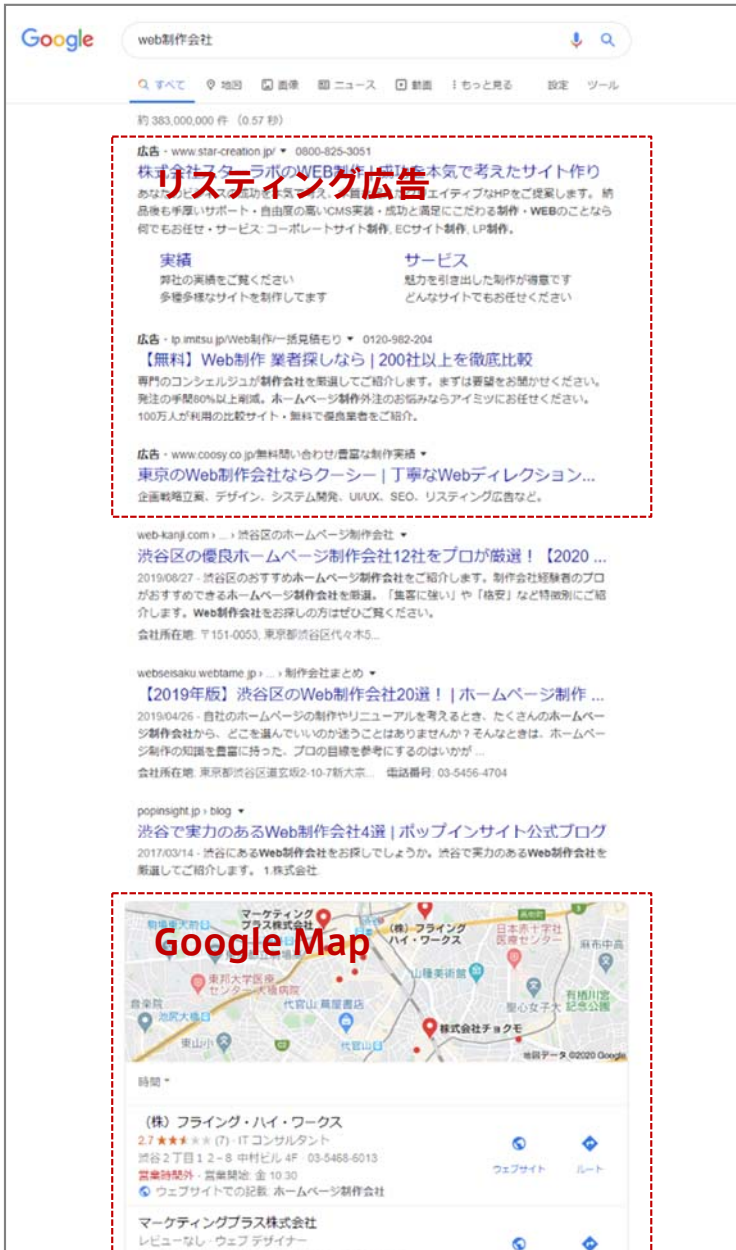 Google
web制作会社
すべて 地図 画像 ニュース 動画 もっと見る 設定 ツール
約 383,000,000 件 (0.57 秒)
広告・www.star-creation.jp/ 0800-825-3051
リスティング広告
品後も手厚いサポート・自由度の高いCMS実装・成功と満足にこだわる制作・WEBのことなら
何でもお任せ・サービス: コーポレートサイト制作, ECサイト制作, LP制作。
実績 サービス
弊社の実績をご覧ください 魅力を引き出した制作が得意です
多種多様なサイトを制作してます どんなサイトでもお任せください
広告・lp.imitsu.jp/Web制作/一括見積もり 0120-982-204
【無料】Web制作 業者探しなら | 200社以上を徹底比較
専門のコンシェルジュが制作会社を厳選してご紹介します。まずは要望をお聞かせください。
発注の手間80%以上削減。ホームページ制作外注のお悩みならアイミツにお任せください。
100万人が利用の比較サイト・無料で優良業者をご紹介。
広告・www.coosy.co.jp/無料問い合わせ/豊富な制作実績
東京のWeb制作会社ならクーシー | 丁寧なWebディレクション...
企画戦略立案、デザイン、システム開発、UI/UX、SEO、リスティング広告など。
web-kanji.com › ... › 渋谷区のホームページ制作会社
渋谷区の優良ホームページ制作会社12社をプロが厳選!【2020 ...
2019/08/27 - 渋谷区のおすすめホームページ制作会社をご紹介します。制作会社経験者のプロ
がおすすめできるホームページ制作会社を厳選。「集客に強い」や「格安」など特徴別にご紹
介します。Web制作会社をお探しの方はぜひご覧ください。
会社所在地: 〒151-0053, 東京都渋谷区代々木5...
webseisaku.webtame.jp › ... › 制作会社まとめ
【2019年版】渋谷区のWeb制作会社20選! | ホームページ制作 ...
2019/04/26 - 自社のホームページの制作やリニューアルを考えるとき、たくさんのホームペー
ジ制作会社から、どこを選んでいいのか迷うことはありませんか?そんなときは、ホームペー
ジ制作の知識を豊富に持った、プロの目線を参考にするのはいかが ...
会社所在地: 東京都渋谷区道玄坂2-10-7新大宗... 電話番号: 03-5456-4704
popinsight.jp › blog
渋谷で実力のあるWeb制作会社4選 | ポップインサイト公式ブログ
2017/03/14 - 渋谷にあるWeb制作会社をお探しでしょうか。渋谷で実力のあるWeb制作会社を
厳選してご紹介します。 1.株式会社
マーケティング
プラス株式会社
(株) フライング
ハイ・ワークス
日本赤十字社
医療センター
麻布中高
Google Map
山種美術館
東邦大学医療
センター大橋病院
音楽院
代官山 蔦屋書店
聖心女子大
有栖川宮
記念公園
池尻大橋
株式会社チョクモ
東山小
代官山
地図データ ©2020 Google
時間
(株) フライング・ハイ・ワークス
2.7 (7)・IT コンサルタント
渋谷2丁目12-8 中村ビル 4F・03-5468-6013
ウェブサイト ルート
営業時間外・営業開始: 金 10:30
ウェブサイトでの記載: ホームページ制作会社
マーケティングプラス株式会社
レビューなし・ウェブ デザイナー